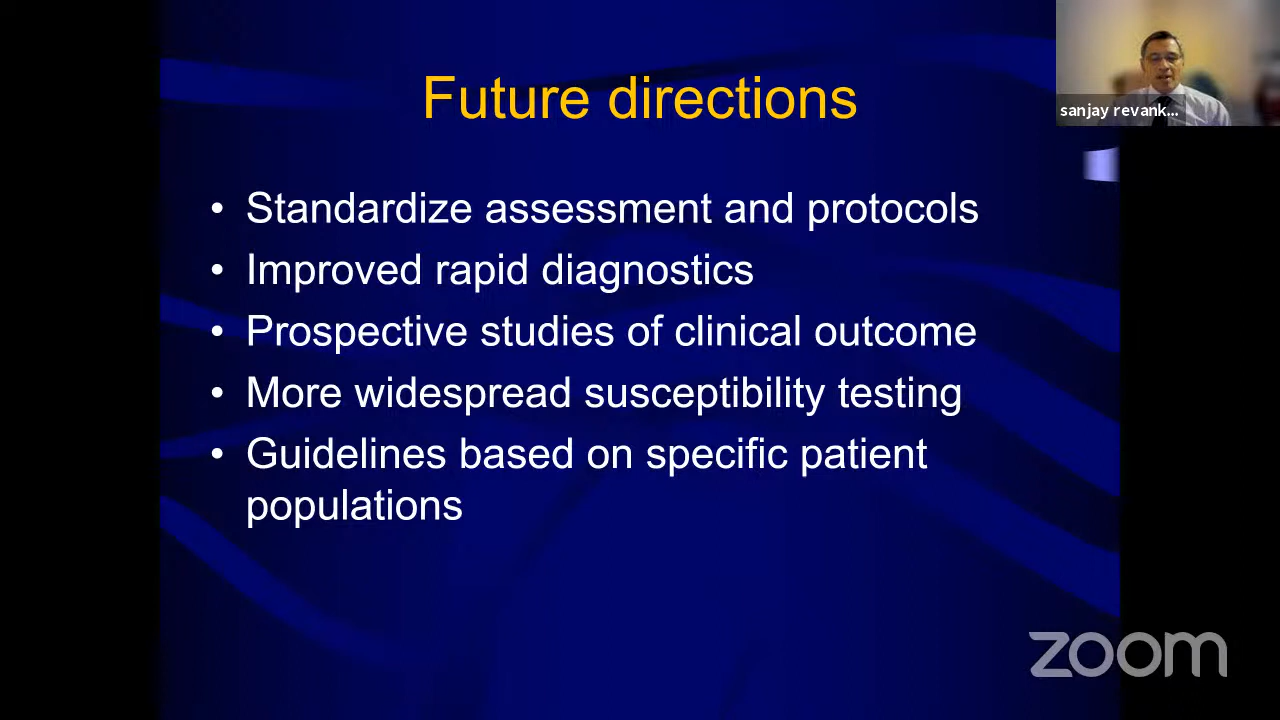 Future directions
sanjay revank...
• Standardize assessment and protocols
• Improved rapid diagnostics
• Prospective studies of clinical outcome
• More widespread susceptibility testing
• Guidelines based on specific patient
populations
zoom